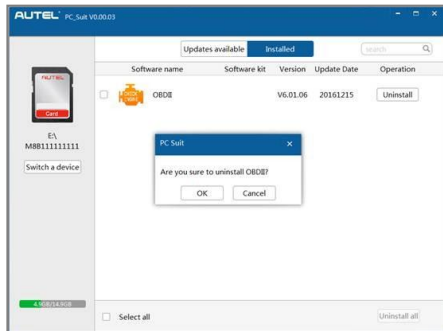 AUTEL PC_Suit V0.00.03
Updates available Installed search
Software name Software kit Version Update Date Operation
AUTEL
Card
E:\
M8B111111111
Switch a device
CHECK ENGINE
OBDⅡ V6.01.06 20161215 Uninstall
PC Suit ×
Are you sure to uninstall OBDⅡ?
OK Cancel
4.9GB/14.9GB
Select all Uninstall all